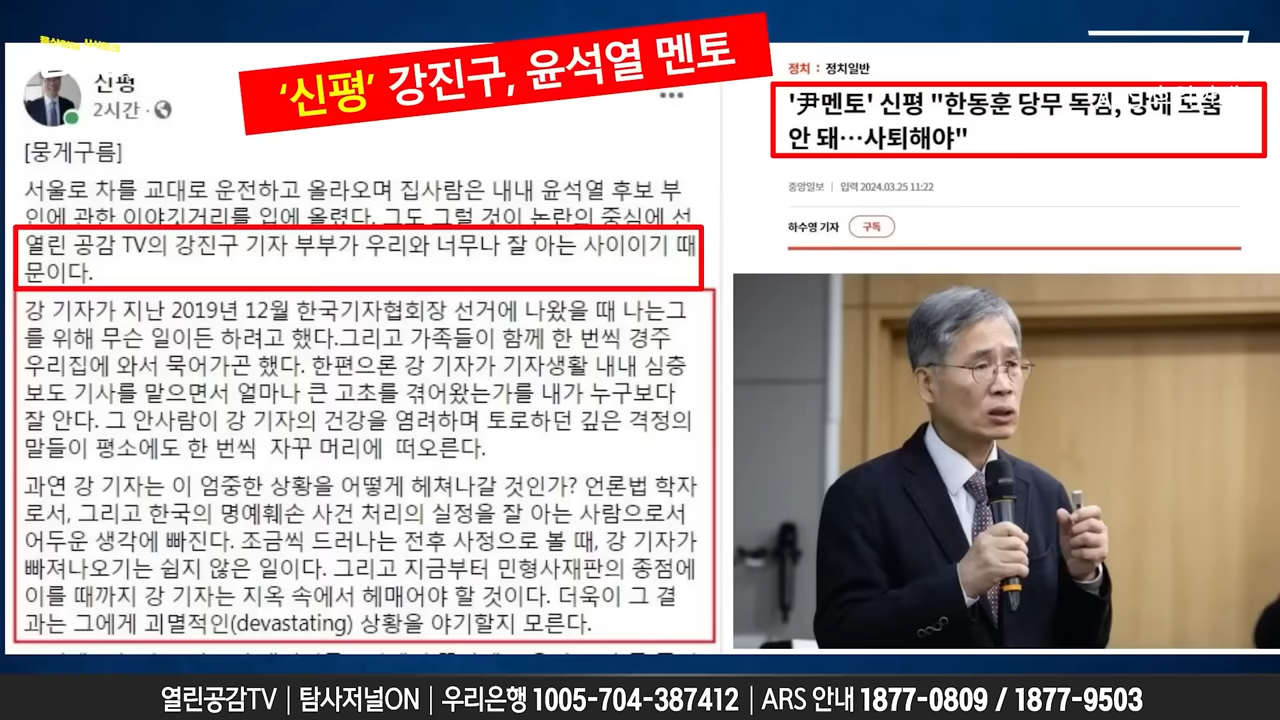 '신평' 강진구, 윤석열 멘토
신평
2시간 ·
[뭉게구름]
서울로 차를 교대로 운전하고 올라오며 집사람은 내내 윤석열 후보 부
인에 관한 이야깃거리를 입에 올렸다. 그도 그럴 것이 논란의 중심에 선
열린 공감 TV의 강진구 기자 부부가 우리와 너무나 잘 아는 사이이기 때
문이다.
강 기자가 지난 2019년 12월 한국기자협회장 선거에 나왔을 때 나는그
를 위해 무슨 일이든 하려고 했다.그리고 가족들이 함께 한 번씩 경주
우리집에 와서 묵어가곤 했다. 한편으론 강 기자가 기자생활 내내 심층
보도 기사를 맡으면서 얼마나 큰 고초를 겪어왔는가를 내가 누구보다
잘 안다. 그 안사람이 강 기자의 건강을 염려하며 토로하던 깊은 걱정의
말들이 평소에도 한 번씩 자꾸 머리에 떠오른다.
과연 강 기자는 이 엄중한 상황을 어떻게 헤쳐나갈 것인가? 언론법 학자
로서, 그리고 한국의 명예훼손 사건 처리의 실정을 잘 아는 사람으로서
어두운 생각에 빠진다. 조금씩 드러나는 전후 사정으로 볼 때, 강 기자가
빠져나오기는 쉽지 않은 일이다. 그리고 지금부터 민형사재판의 종점에
이를 때까지 강 기자는 지옥 속에서 헤매어야 할 것이다. 더욱이 그 결
과는 그에게 괴멸적인(devastating) 상황을 야기할지 모른다.
정치 : 정치일반
'尹멘토' 신평 "한동훈 당무 독점, 당에 도움
안 돼…사퇴해야"
중앙일보 | 입력 2024.03.25 11:22
하수영 기자 구독
열린공감TV | 탐사저널ON | 우리은행 1005-704-387412 | ARS 안내 1877-0809 / 1877-9503